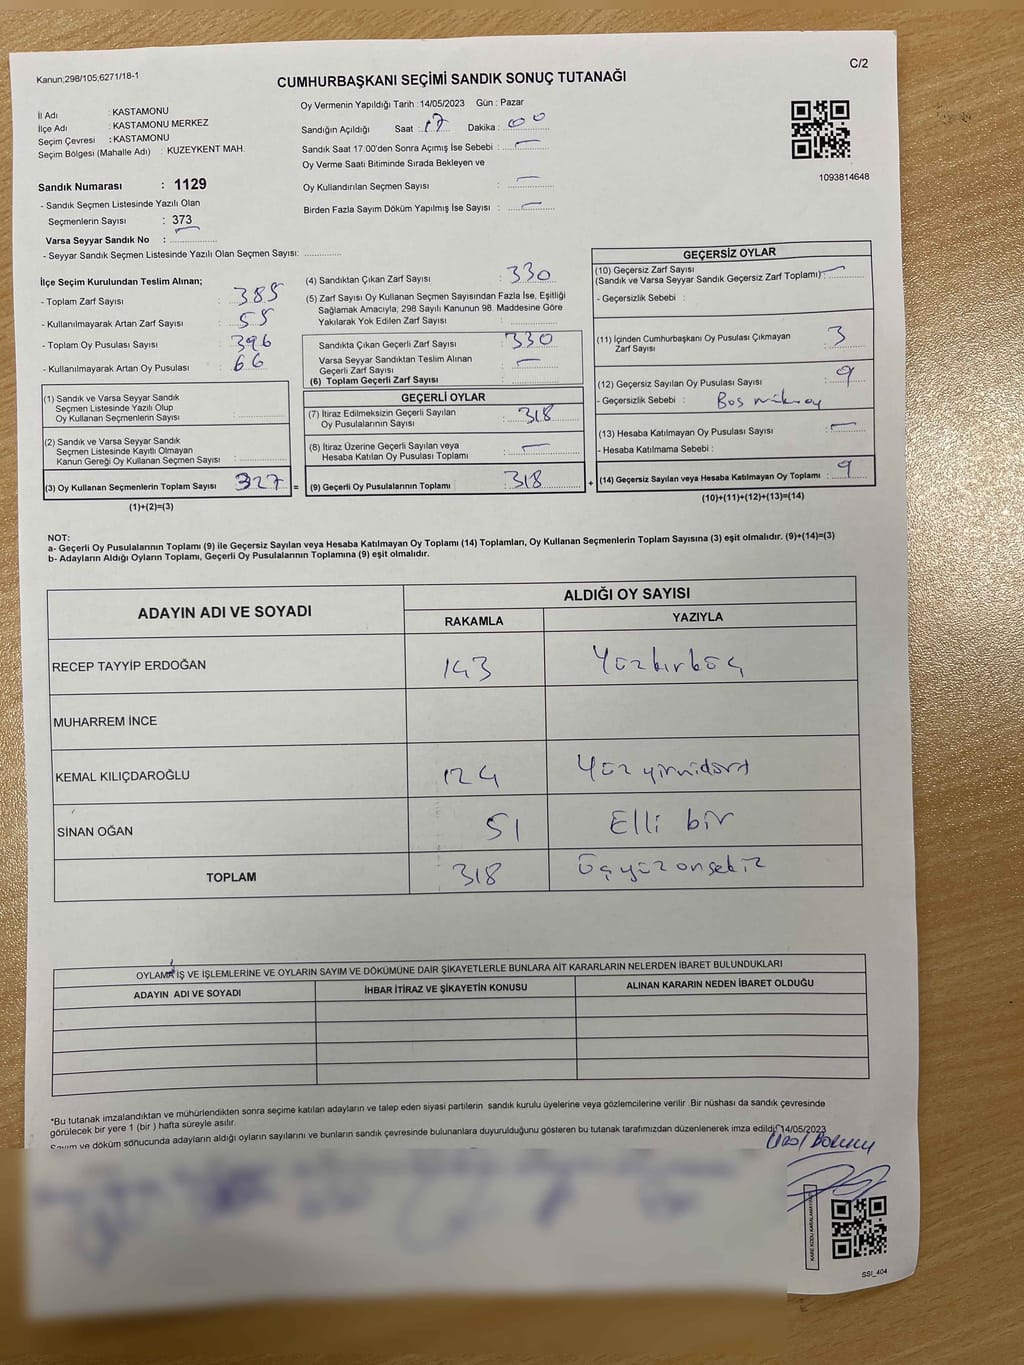 Kanun;298/105;6271/18-1
C/2
CUMHURBAŞKANI SEÇİMİ SANDIK SONUÇ TUTANAĞI
İl Adı : KASTAMONU
İlçe Adı : KASTAMONU MERKEZ
Seçim Çevresi : KASTAMONU
Seçim Bölgesi (Mahalle Adı) : KUZEYKENT MAH.
Sandık Numarası : 1129
- Sandık Seçmen Listesinde Yazılı Olan
Seçmenlerin Sayısı : 373
Varsa Seyyar Sandık No :
- Seyyar Sandık Seçmen Listesinde Yazılı Olan Seçmen Sayısı:
Oy Vermenin Yapıldığı Tarih : 14/05/2023 Gün : Pazar
Sandığın Açıldığı Saat : 17 Dakika : 00
Sandık Saat 17:00'den Sonra Açımış İse Sebebi : —
Oy Verme Saati Bitiminde Sırada Bekleyen ve
Oy Kullandırılan Seçmen Sayısı : —
Birden Fazla Sayım Döküm Yapılmış İse Sayısı : —
1093814648
İlçe Seçim Kurulundan Teslim Alınan;
- Toplam Zarf Sayısı : 385
- Kullanılmayarak Artan Zarf Sayısı : 55
- Toplam Oy Pusulası Sayısı : 396
- Kullanılmayarak Artan Oy Pusulası : 66
(1) Sandık ve Varsa Seyyar Sandık
Seçmen Listesinde Yazılı Olup
Oy Kullanan Seçmenlerin Sayısı :
(2) Sandık ve Varsa Seyyar Sandık
Seçmen Listesinde Kayıtlı Olmayan
Kanun Gereği Oy Kullanan Seçmen Sayısı :
(3) Oy Kullanan Seçmenlerin Toplam Sayısı 327 =
(1)+(2)=(3)
(4) Sandıktan Çıkan Zarf Sayısı : 330
(5) Zarf Sayısı Oy Kullanan Seçmen Sayısından Fazla İse, Eşitliği
Sağlamak Amacıyla, 298 Sayılı Kanunun 98. Maddesine Göre
Yakılarak Yok Edilen Zarf Sayısı :
Sandıkta Çıkan Geçerli Zarf Sayısı : 330
Varsa Seyyar Sandıktan Teslim Alınan
Geçerli Zarf Sayısı : —
(6) Toplam Geçerli Zarf Sayısı :
GEÇERLİ OYLAR
(7) İtiraz Edilmeksizin Geçerli Sayılan
Oy Pusulalarının Sayısı : 318
(8) İtiraz Üzerine Geçerli Sayılan veya
Hesaba Katılan Oy Pusulası Toplamı : —
(9) Geçerli Oy Pusulalarının Toplamı 318 +
GEÇERSİZ OYLAR
(10) Geçersiz Zarf Sayısı
(Sandık ve Varsa Seyyar Sandık Geçersiz Zarf Toplamı): —
- Geçersizlik Sebebi :
(11) İçinden Cumhurbaşkanı Oy Pusulası Çıkmayan
Zarf Sayısı : 3
(12) Geçersiz Sayılan Oy Pusulası Sayısı : 9
- Geçersizlik Sebebi : Boş
(13) Hesaba Katılmayan Oy Pusulası Sayısı : —
- Hesaba Katılmama Sebebi :
(14) Geçersiz Sayılan veya Hesaba Katılmayan Oy Toplamı : 9
(10)+(11)+(12)+(13)=(14)
NOT:
a- Geçerli Oy Pusulalarının Toplamı (9) ile Geçersiz Sayılan veya Hesaba Katılmayan Oy Toplamı (14) Toplamları, Oy Kullanan Seçmenlerin Toplam Sayısına (3) eşit olmalıdır. (9)+(14)=(3)
b- Adayların Aldığı Oyların Toplamı, Geçerli Oy Pusulalarının Toplamına (9) eşit olmalıdır.
ADAYIN ADI VE SOYADI
ALDIĞI OY SAYISI
RAKAMLA YAZIYLA
RECEP TAYYİP ERDOĞAN 143 Yüzkırküç
MUHARREM İNCE
KEMAL KILIÇDAROĞLU 124 Yüz yirmidört
SİNAN OĞAN 51 Elli bir
TOPLAM 318 Üçyüz onsekiz
OYLAMA İŞ VE İŞLEMLERİNE VE OYLARIN SAYIM VE DÖKÜMÜNE DAİR ŞİKAYETLERLE BUNLARA AİT KARARLARIN NELERDEN İBARET BULUNDUKLARI
ADAYIN ADI VE SOYADI İHBAR İTİRAZ VE ŞİKAYETİN KONUSU ALINAN KARARIN NEDEN İBARET OLDUĞU
*Bu tutanak imzalandıktan ve mühürlendikten sonra seçime katılan adayların ve talep eden siyasi partilerin sandık kurulu üyelerine veya gözlemcilerine verilir .Bir nüshası da sandık çevresinde
görülecek bir yere 1 (bir ) hafta süreyle asılır.
Sayım ve döküm sonucunda adayların aldığı oyların sayılarını ve bunların sandık çevresinde bulunanlara duyurulduğunu gösteren bu tutanak tarafımızdan düzenlenerek imza edildi. 14/05/2023
KARE KODU KARALAMAYINIZ
SSI_404